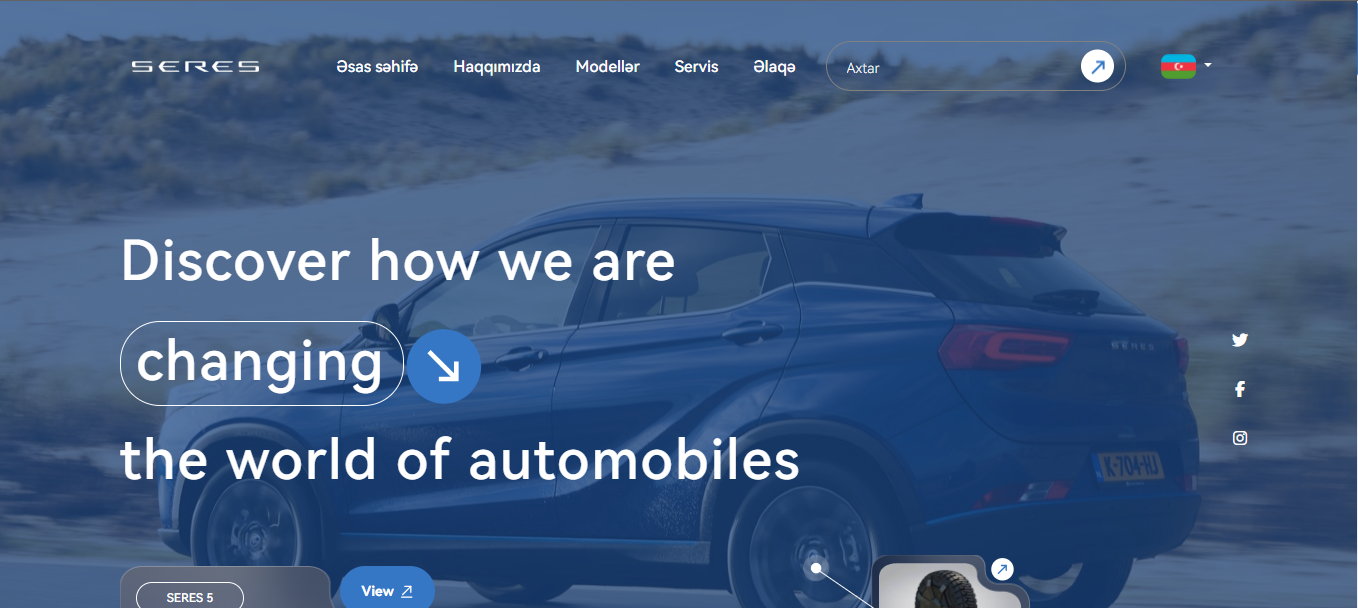 SERES
Əsas səhifə
Haqqımızda
Modellər
Servis
Əlaqə
Axtar
Discover how we are
changing
the world of automobiles
SERES
K-704-HJ
SERES 5
View